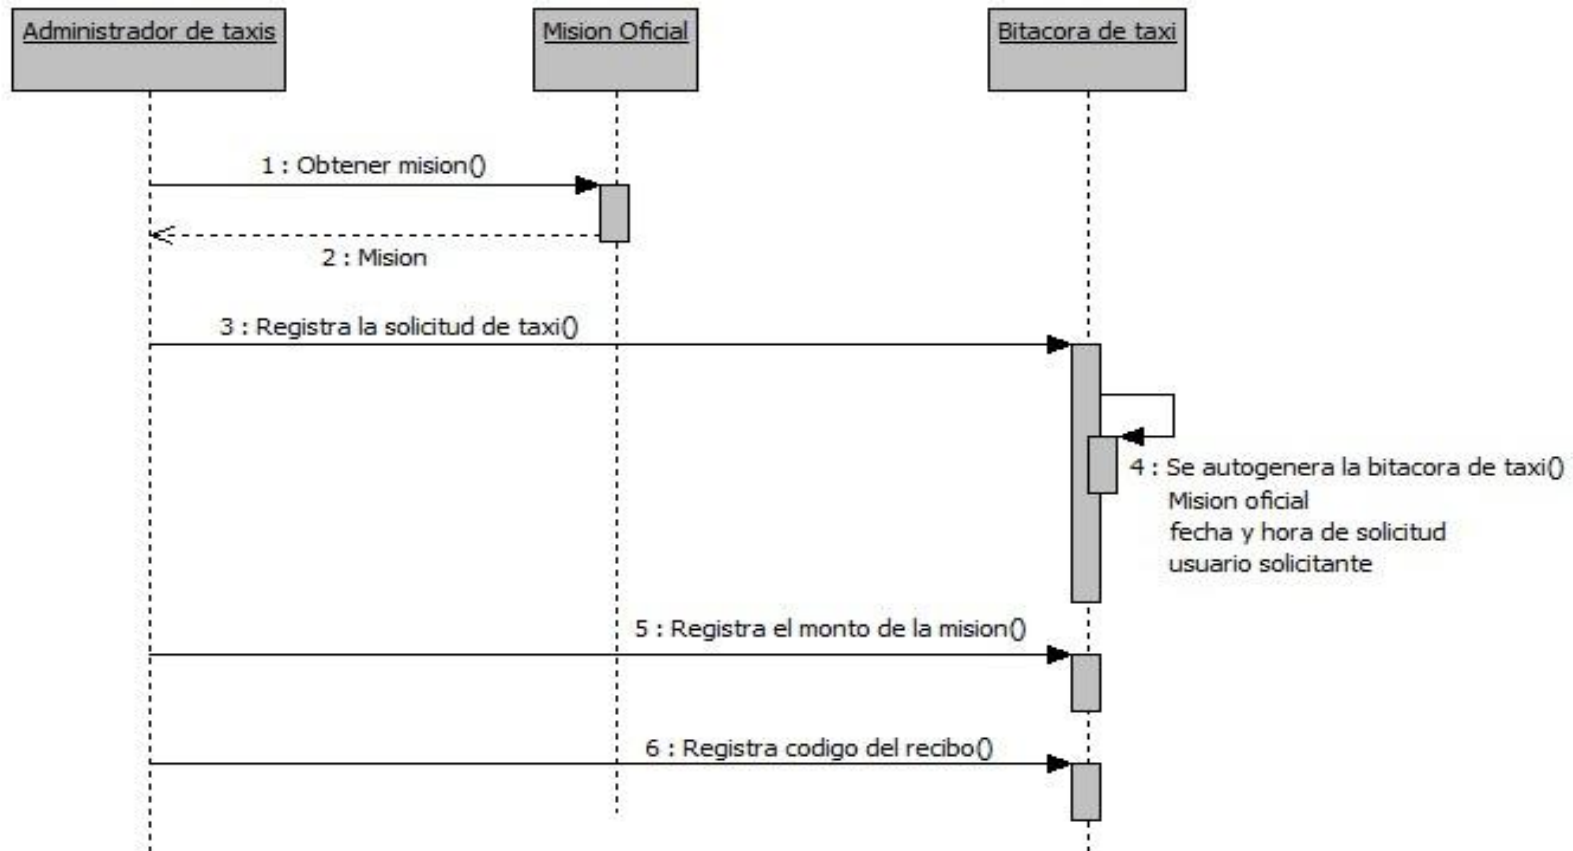 Administrador de taxis
Mision Oficial
Bitacora de taxi
1 : Obtener mision()
2 : Mision
3 : Registra la solicitud de taxi()
4 : Se autogenera la bitacora de taxi()
Mision oficial
fecha y hora de solicitud
usuario solicitante
5 : Registra el monto de la mision()
6 : Registra codigo del recibo()